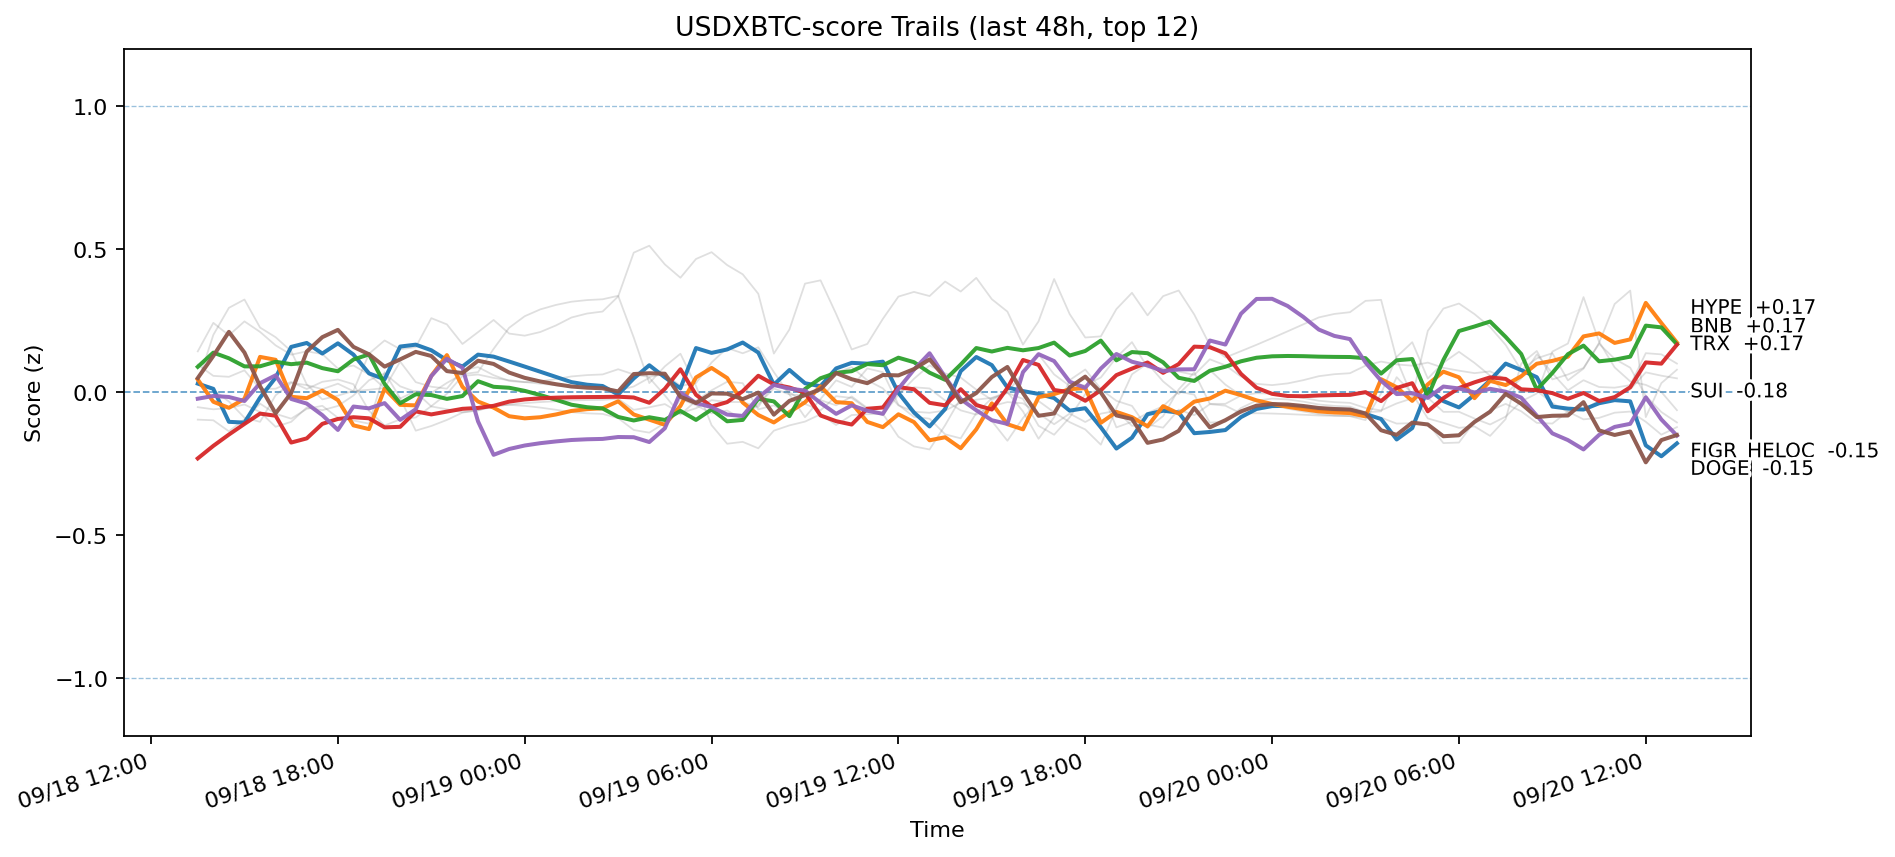 USDXBTC-score Trails (last 48h, top 12)
Score (z)
1.0
0.5
0.0
−0.5
−1.0
HYPE +0.17
BNB +0.17
TRX +0.17
SUI -0.18
FIGR_HELOC -0.15
DOGE -0.15
09/18 12:00
09/18 18:00
09/19 00:00
09/19 06:00
09/19 12:00
09/19 18:00
09/20 00:00
09/20 06:00
09/20 12:00
Time